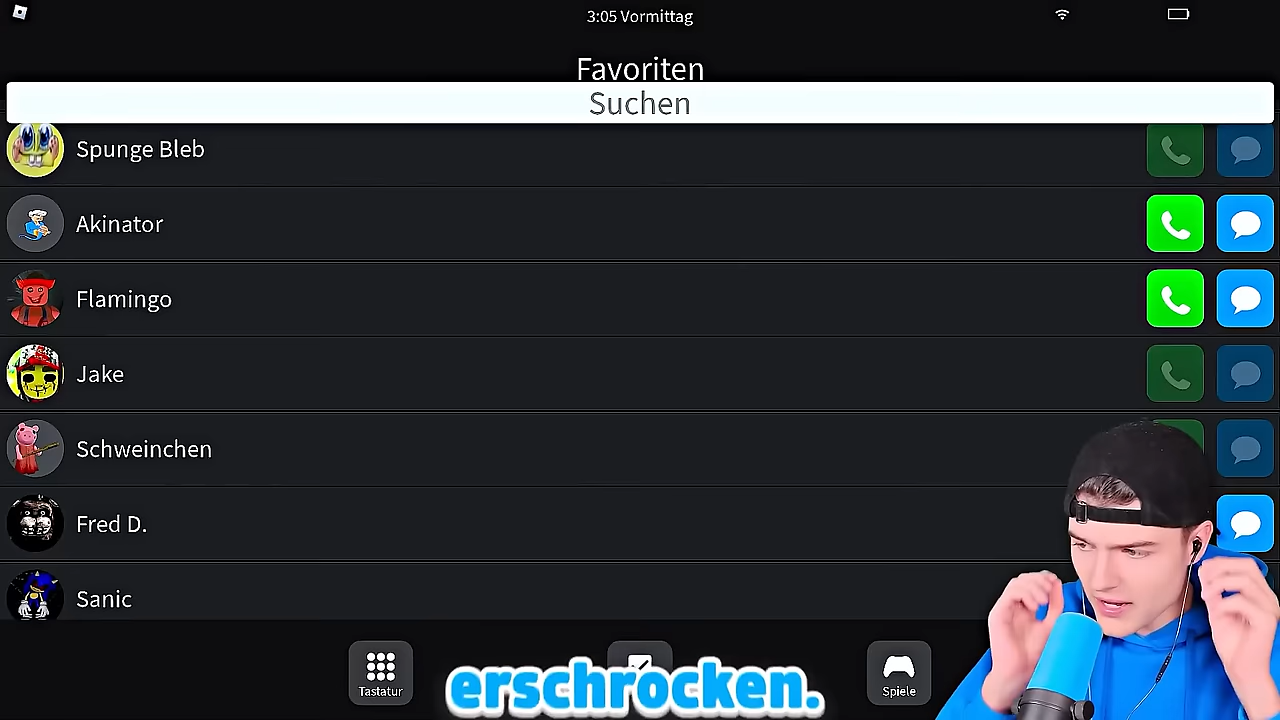 3:05 Vormittag
Favoriten
Suchen
Spunge Bleb
Akinator
Flamingo
Jake
Schweinchen
Fred D.
Sanic
Tastatur
erschrocken.
Spiele